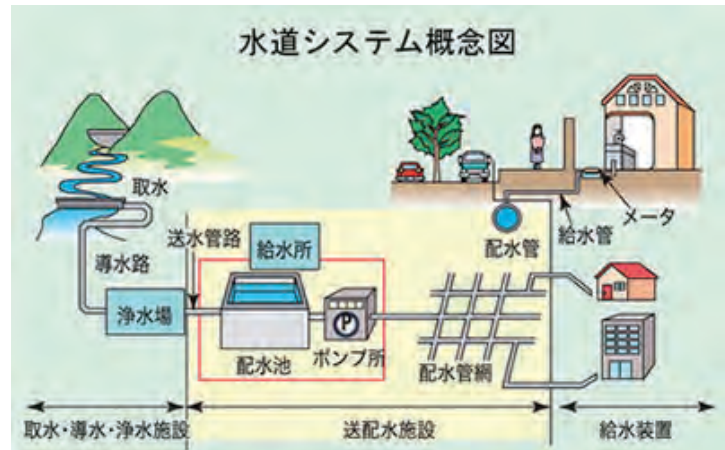 水道システム概念図
取水
導水路
浄水場
送水管路
給水所
配水池
ポンプ所
P
配水管網
配水管
給水管
メータ
取水・導水・浄水施設
送配水施設
給水装置